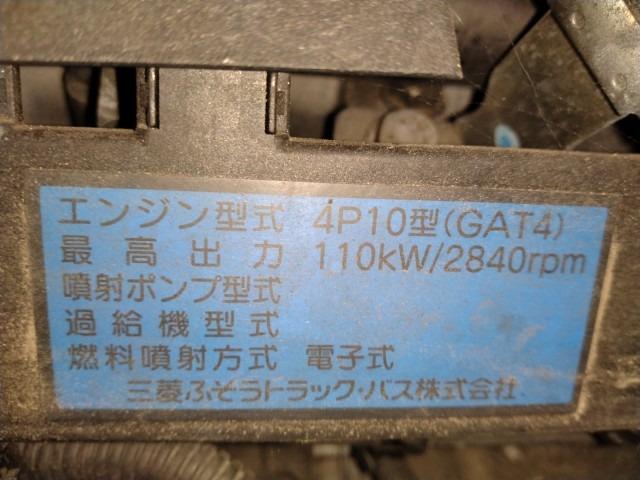 エンジン型式 4P10型(GAT4)
最高出力 110kW/2840rpm
噴射ポンプ型式
過給機型式
燃料噴射方式 電子式
三菱ふそうトラック・バス株式会社